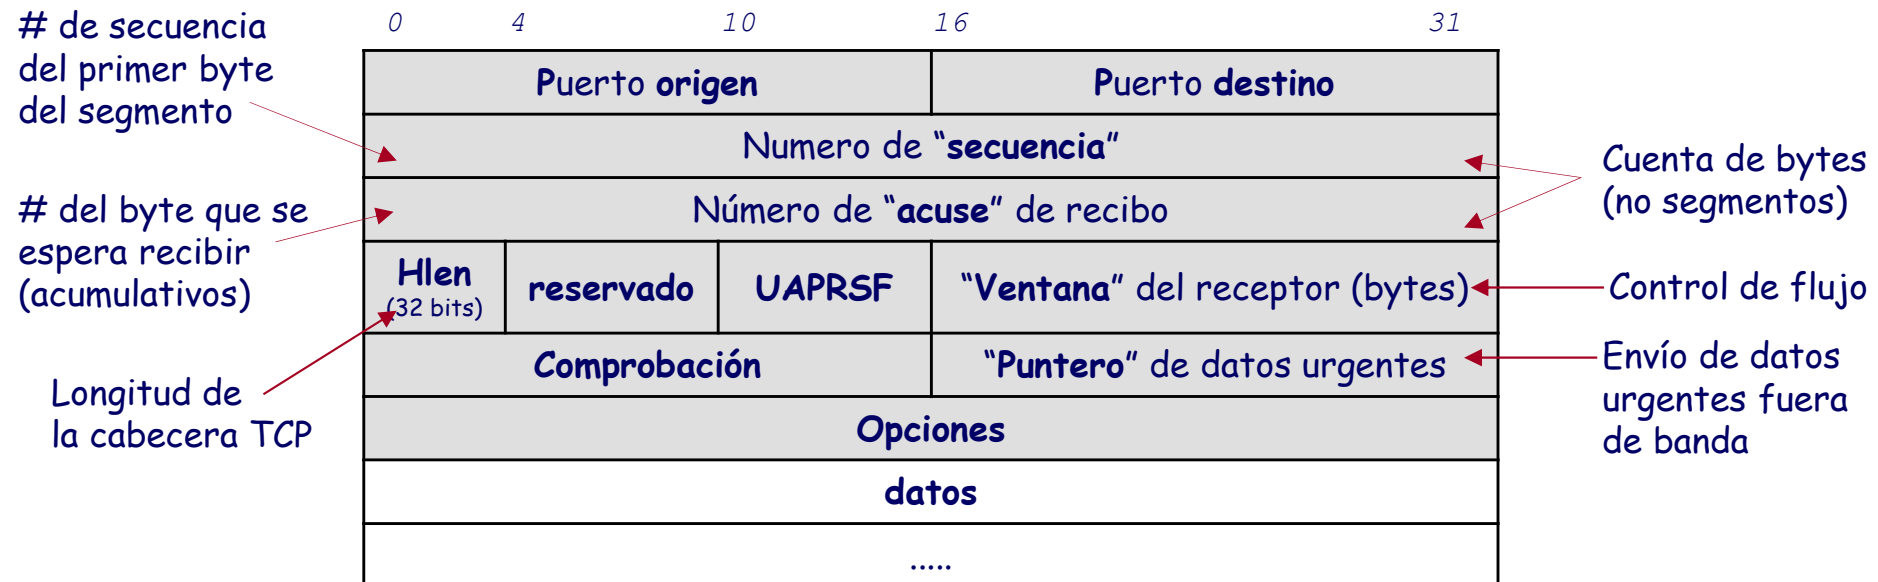 0 4 10 16 31
# de secuencia
del primer byte
del segmento
Puerto origen
Puerto destino
Numero de “secuencia”
Cuenta de bytes
(no segmentos)
# del byte que se
espera recibir
(acumulativos)
Número de “acuse” de recibo
Hlen
(32 bits)
reservado
UAPRSF
“Ventana” del receptor (bytes)
Control de flujo
Comprobación
“Puntero” de datos urgentes
Envío de datos
urgentes fuera
de banda
Longitud de
la cabecera TCP
Opciones
datos
.....